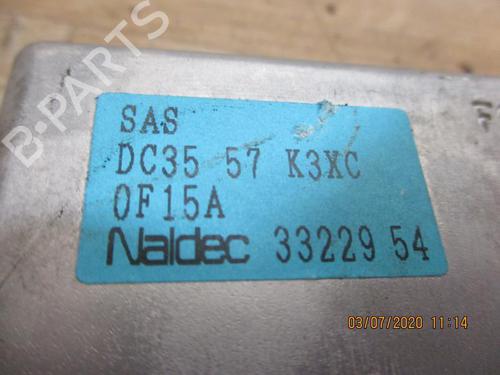 B-PARTS
SAS
DC35 57 K3XC
0F15A
Naldec 33229 54
03/07/2020 11:14